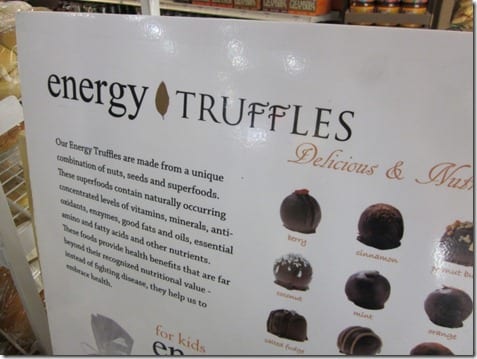 energy TRUFFLES
Delicious &
Our Energy Truffles are made from a unique
combination of nuts, seeds and superfoods.
These superfoods contain naturally occurring
concentrated levels of vitamins, minerals, anti-
oxidants, enzymes, good fats and oils, essential
amino and fatty acids and other nutrients.
These foods provide health benefits that are far
beyond their recognized nutritional value -
instead of fighting disease, they help us to
embrace health.
berry
cinnamon
coconut
mint
orange
salted fudge
for kids